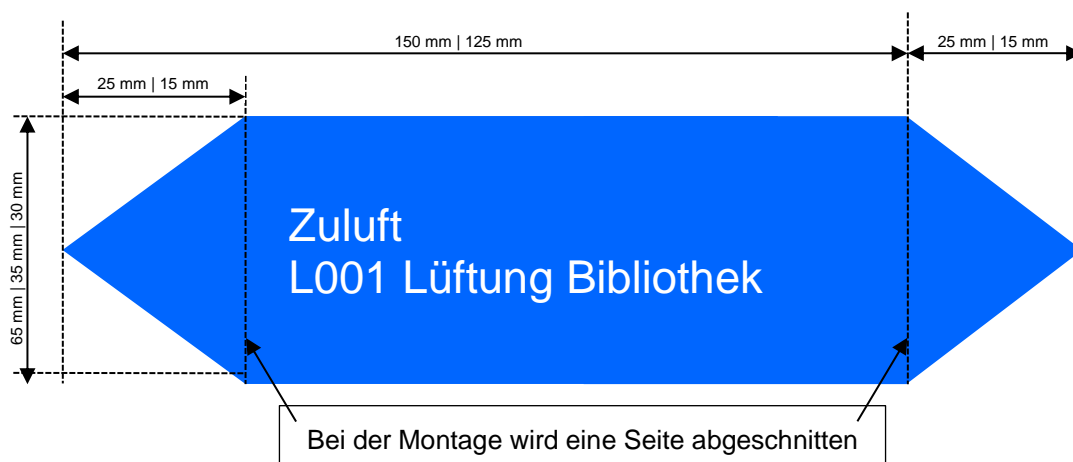 150 mm | 125 mm
25 mm | 15 mm
25 mm | 15 mm
65 mm | 35 mm | 30 mm
Zuluft
L001 Lüftung Bibliothek
Bei der Montage wird eine Seite abgeschnitten